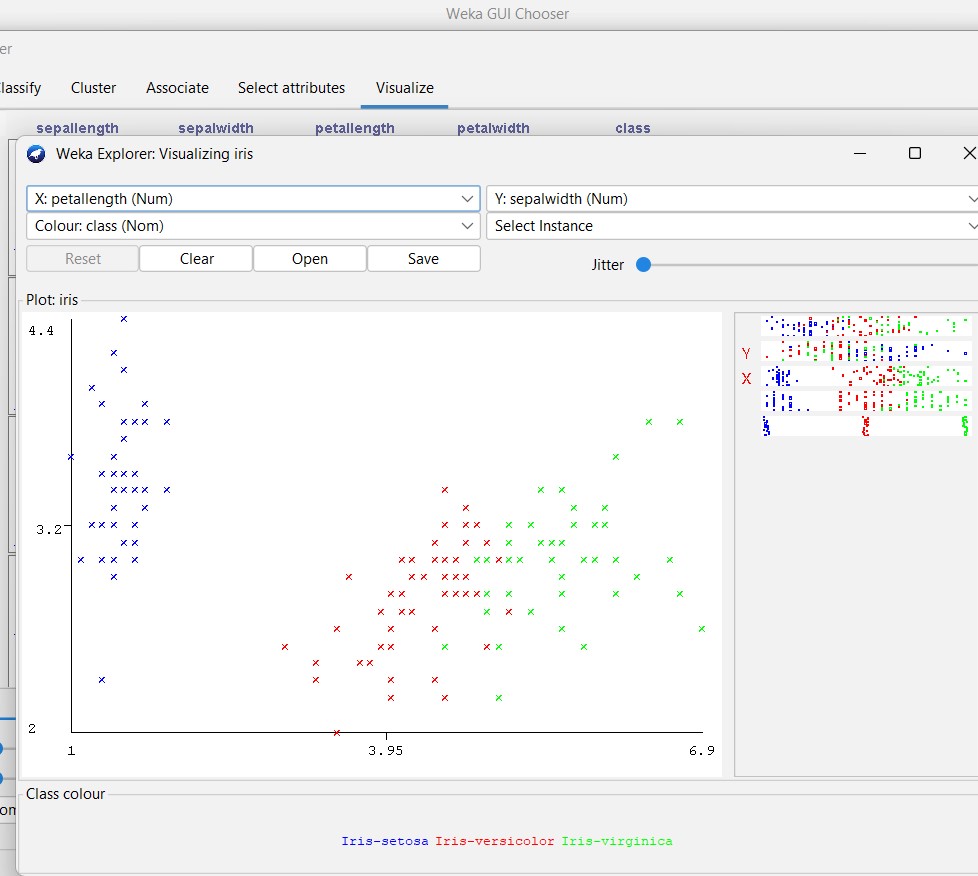 Weka GUI Chooser
er
lassify Cluster Associate Select attributes Visualize
sepallength sepalwidth petallength petalwidth class
Weka Explorer: Visualizing iris
X: petallength (Num) Y: sepalwidth (Num)
Colour: class (Nom) Select Instance
Reset Clear Open Save Jitter
Plot: iris
4.4
Y
X
3.2
2
1 3.95 6.9
Class colour
om
Iris-setosa Iris-versicolor Iris-virginica